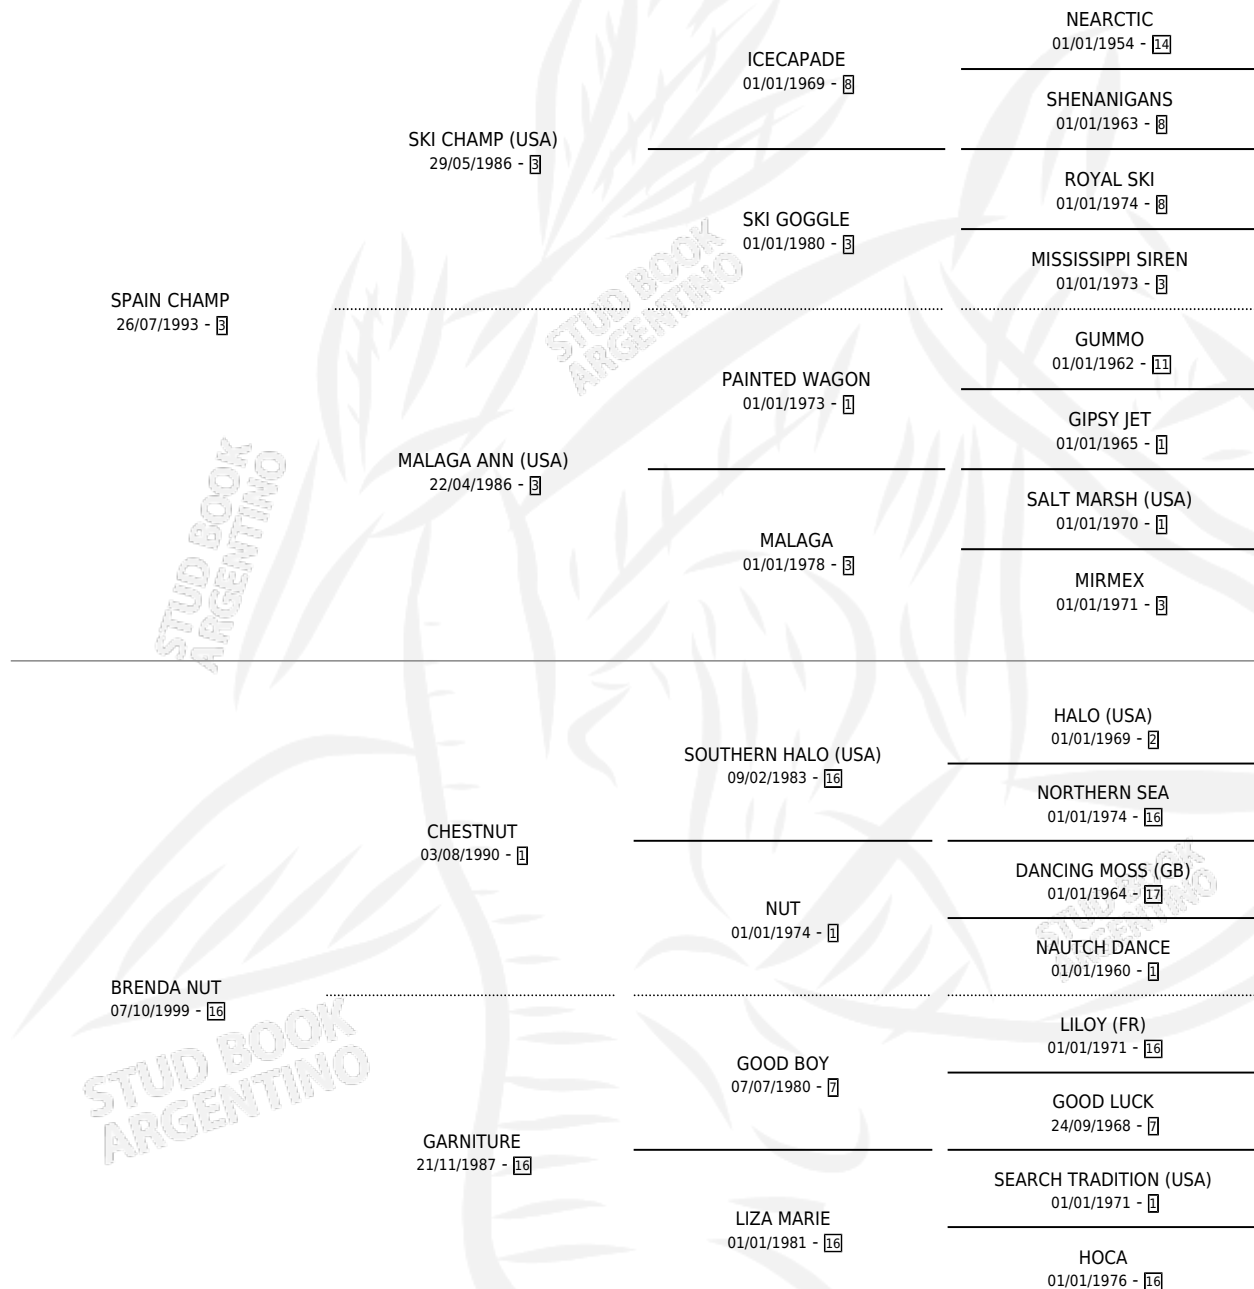 NEARCTIC
01/01/1954 - 14
ICECAPADE
01/01/1969 - 8
SHENANIGANS
01/01/1963 - 8
SKI CHAMP (USA)
29/05/1986 - 3
ROYAL SKI
01/01/1974 - 8
SKI GOGGLE
01/01/1980 - 3
MISSISSIPPI SIREN
01/01/1973 - 3
SPAIN CHAMP
26/07/1993 - 3
GUMMO
01/01/1962 - 11
PAINTED WAGON
01/01/1973 - 1
GIPSY JET
01/01/1965 - 1
MALAGA ANN (USA)
22/04/1986 - 3
SALT MARSH (USA)
01/01/1970 - 1
MALAGA
01/01/1978 - 3
MIRMEX
01/01/1971 - 3
HALO (USA)
01/01/1969 - 2
SOUTHERN HALO (USA)
09/02/1983 - 16
NORTHERN SEA
01/01/1974 - 16
CHESTNUT
03/08/1990 - 1
DANCING MOSS (GB)
01/01/1964 - 17
NUT
01/01/1974 - 1
NAUTCH DANCE
01/01/1960 - 1
BRENDA NUT
07/10/1999 - 16
LILOY (FR)
01/01/1971 - 16
GOOD BOY
07/07/1980 - 7
GOOD LUCK
24/09/1968 - 7
GARNITURE
21/11/1987 - 16
SEARCH TRADITION (USA)
01/01/1971 - 1
LIZA MARIE
01/01/1981 - 16
HOCA
01/01/1976 - 16
STUD BOOK
ARGENTINO
STUD BOOK
ARGENTINO
STUD BOOK
ARGENTINO
STUD BOOK
ARGENTINO